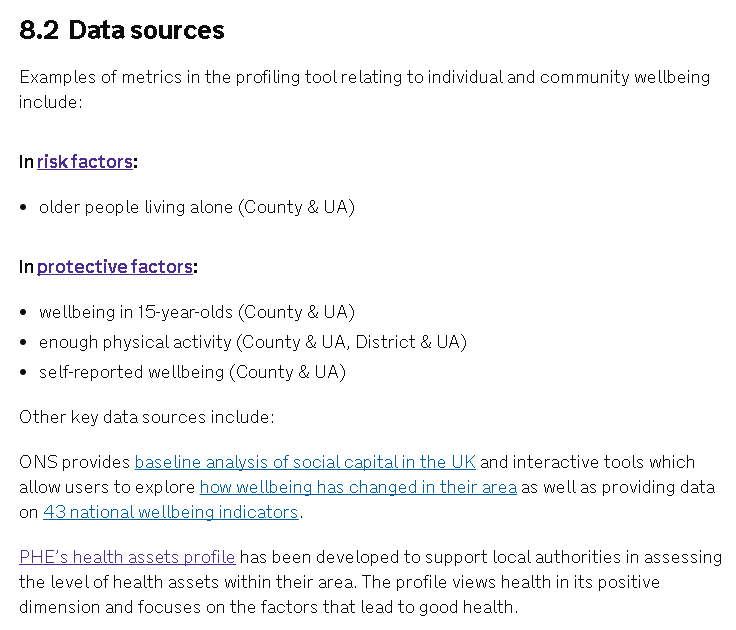 8.2 Data sources
Examples of metrics in the profiling tool relating to individual and community wellbeing
include:
In risk factors:
• older people living alone (County & UA)
In protective factors:
• wellbeing in 15-year-olds (County & UA)
• enough physical activity (County & UA, District & UA)
• self-reported wellbeing (County & UA)
Other key data sources include:
ONS provides baseline analysis of social capital in the UK and interactive tools which
allow users to explore how wellbeing has changed in their area as well as providing data
on 43 national wellbeing indicators.
PHE’s health assets profile has been developed to support local authorities in assessing
the level of health assets within their area. The profile views health in its positive
dimension and focuses on the factors that lead to good health.